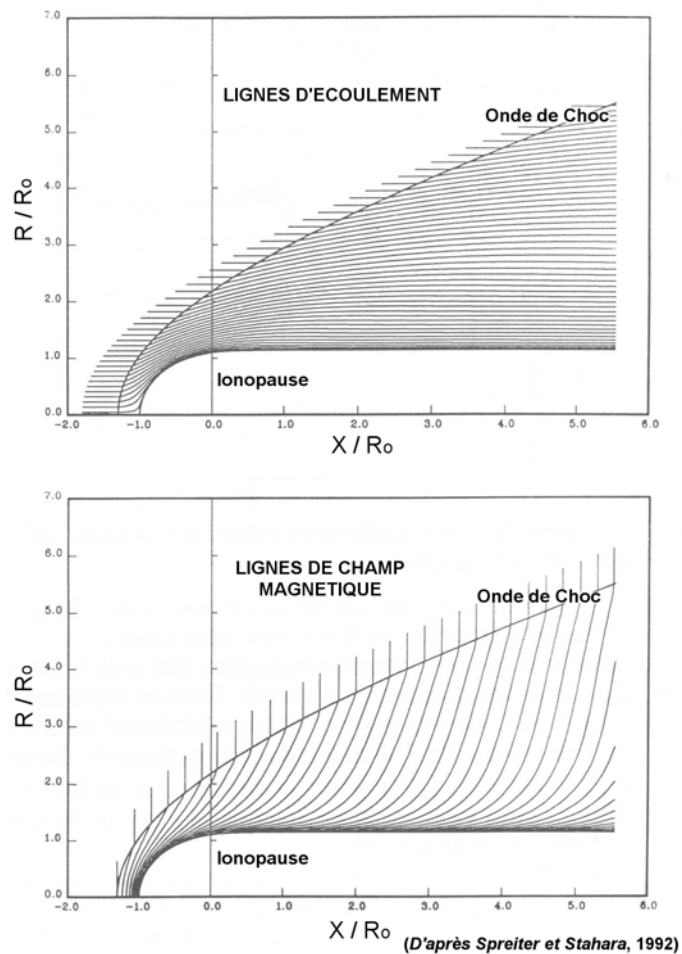 7.0
6.0
5.0
4.0
3.0
2.0
1.0
0.0
R / Ro
LIGNES D'ECOULEMENT
Onde de Choc
Ionopause
-2.0 -1.0 0.0 1.0 2.0 3.0 4.0 5.0 6.0
X / Ro
7.0
6.0
5.0
4.0
3.0
2.0
1.0
0.0
R / Ro
LIGNES DE CHAMP
MAGNETIQUE
Onde de Choc
Ionopause
-2.0 -1.0 0.0 1.0 2.0 3.0 4.0 5.0 6.0
X / Ro
(D'après Spreiter et Stahara, 1992)